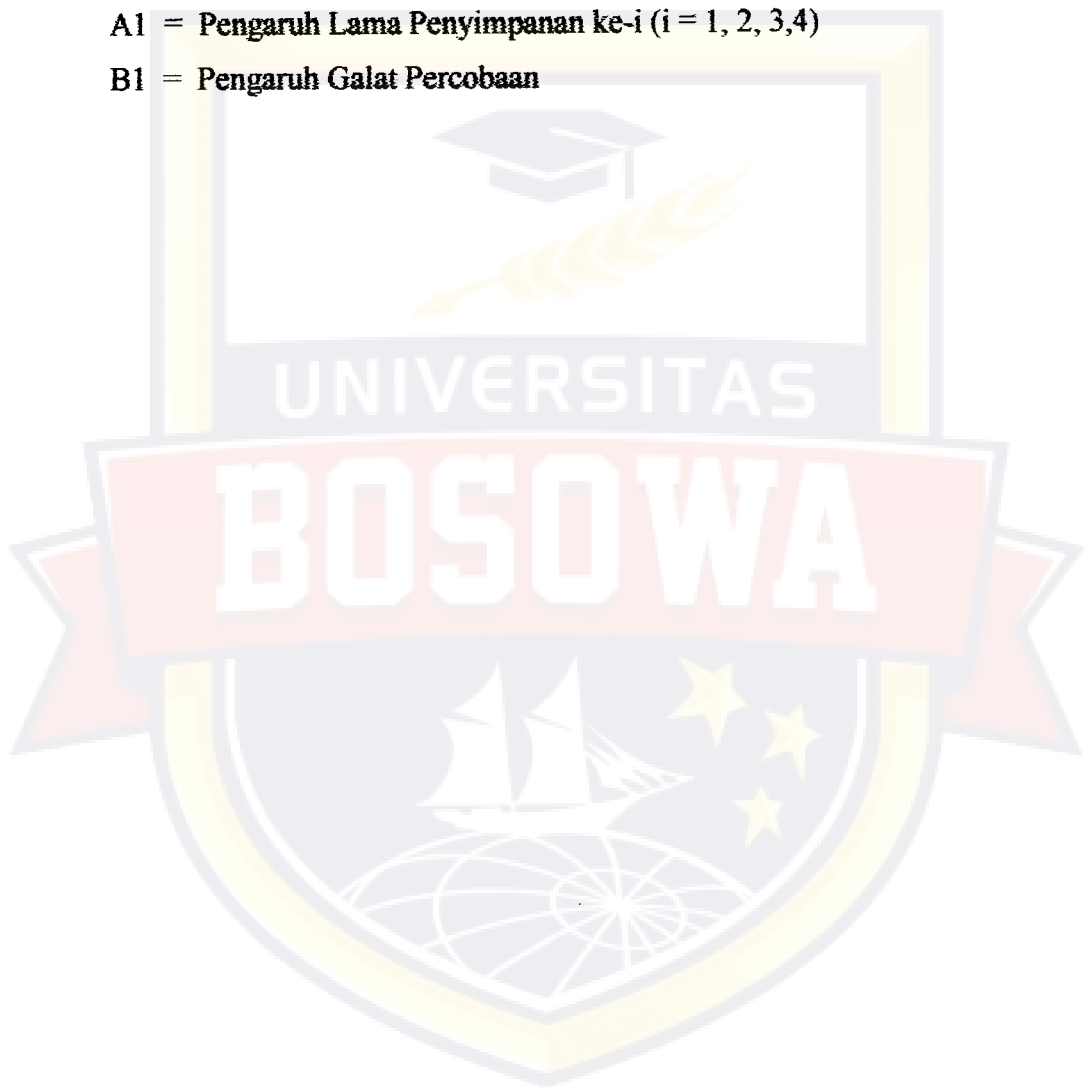 A1 = Pengaruh Lama Penyimpanan ke-i (i = 1, 2, 3,4)
B1 = Pengaruh Galat Percobaan
UNIVERSITAS
BOSOWA